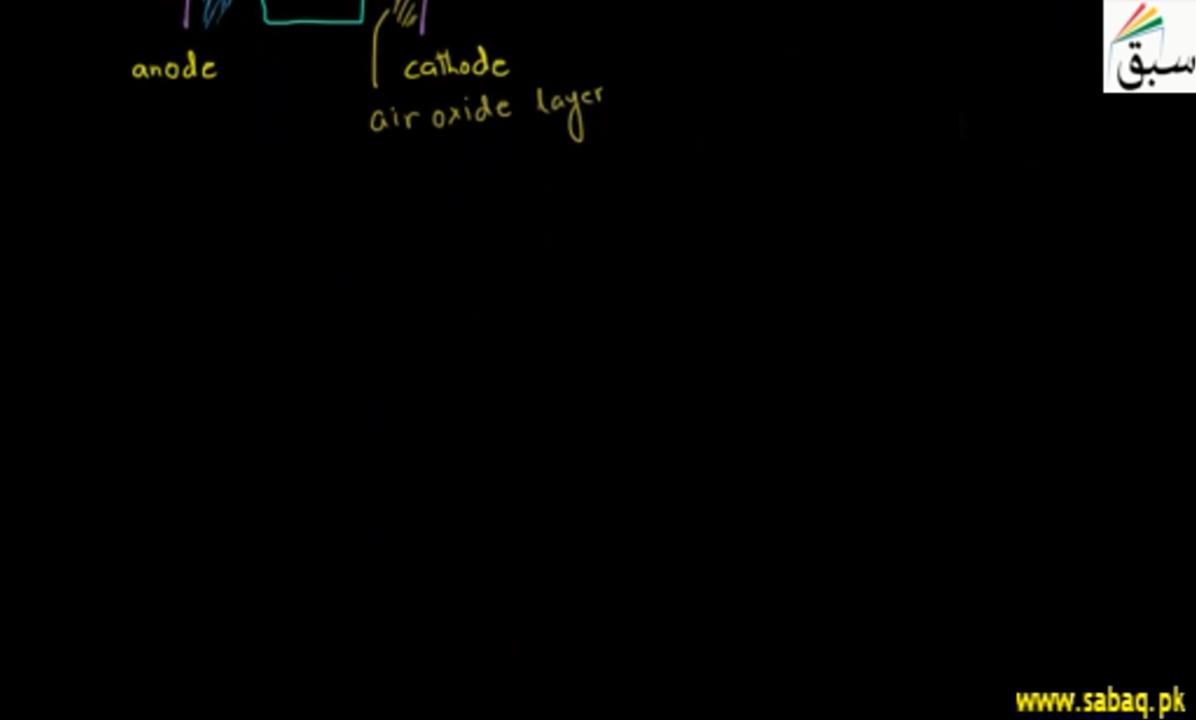 سبق
anode
cathode
air oxide layer
www.sabaq.pk